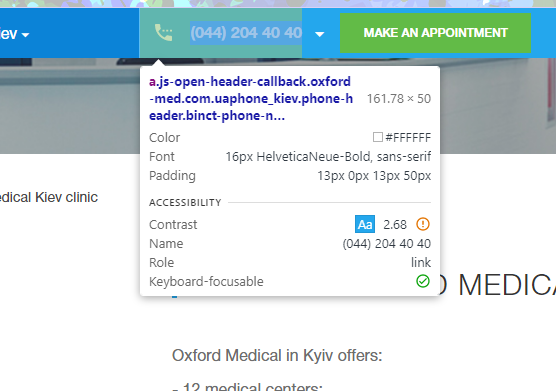 iev
(044) 204 40 40
MAKE AN APPOINTMENT
a.js-open-header-callback.oxford
-med.com.uaphone_kiev.phone-h
eader.binct-phone-n...
161.78 × 50
Color
#FFFFFF
Font
16px HelveticaNeue-Bold, sans-serif
Padding
13px 0px 13px 50px
ACCESSIBILITY
Contrast
Aa 2.68
Name
(044) 204 40 40
Role
link
Keyboard-focusable
dical Kiev clinic
D MEDICA
Oxford Medical in Kyiv offers:
- 12 medical centers: